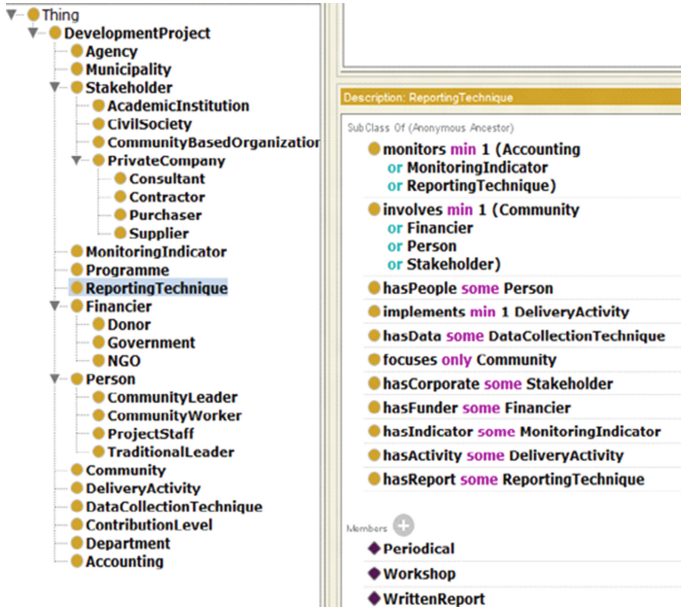 Thing
DevelopmentProject
Agency
Municipality
Stakeholder
AcademicInstitution
CivilSociety
CommunityBasedOrganization
PrivateCompany
Consultant
Contractor
Purchaser
Supplier
MonitoringIndicator
Programme
ReportingTechnique
Financier
Donor
Government
NGO
Person
CommunityLeader
CommunityWorker
ProjectStaff
TraditionalLeader
Community
DeliveryActivity
DataCollectionTechnique
ContributionLevel
Department
Accounting
Description: ReportingTechnique
SubClass Of (Anonymous Ancestor)
monitors min 1 (Accounting
or MonitoringIndicator
or ReportingTechnique)
involves min 1 (Community
or Financier
or Person
or Stakeholder)
hasPeople some Person
implements min 1 DeliveryActivity
hasData some DataCollectionTechnique
focuses only Community
hasCorporate some Stakeholder
hasFunder some Financier
hasIndicator some MonitoringIndicator
hasActivity some DeliveryActivity
hasReport some ReportingTechnique
Members
Periodical
Workshop
WrittenReport